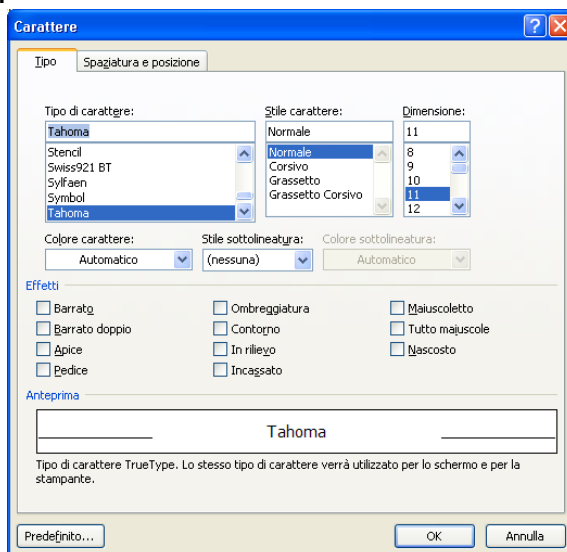 Carattere
Tipo Spaziatura e posizione
Tipo di carattere: Stile carattere: Dimensione:
Tahoma Normale 11
Stencil Normale 8
Swiss921 BT Corsivo 9
Sylfaen Grassetto 10
Symbol Grassetto Corsivo 11
Tahoma 12
Colore carattere: Stile sottolineatura: Colore sottolineatura:
Automatico (nessuna) Automatico
Effetti
Barrato Ombreggiatura Maiuscoletto
Barrato doppio Contorno Tutto maiuscole
Apice In rilievo Nascosto
Pedice Incassato
Anteprima
Tahoma
Tipo di carattere TrueType. Lo stesso tipo di carattere verrà utilizzato per lo schermo e per la
stampante.
Predefinito... OK Annulla